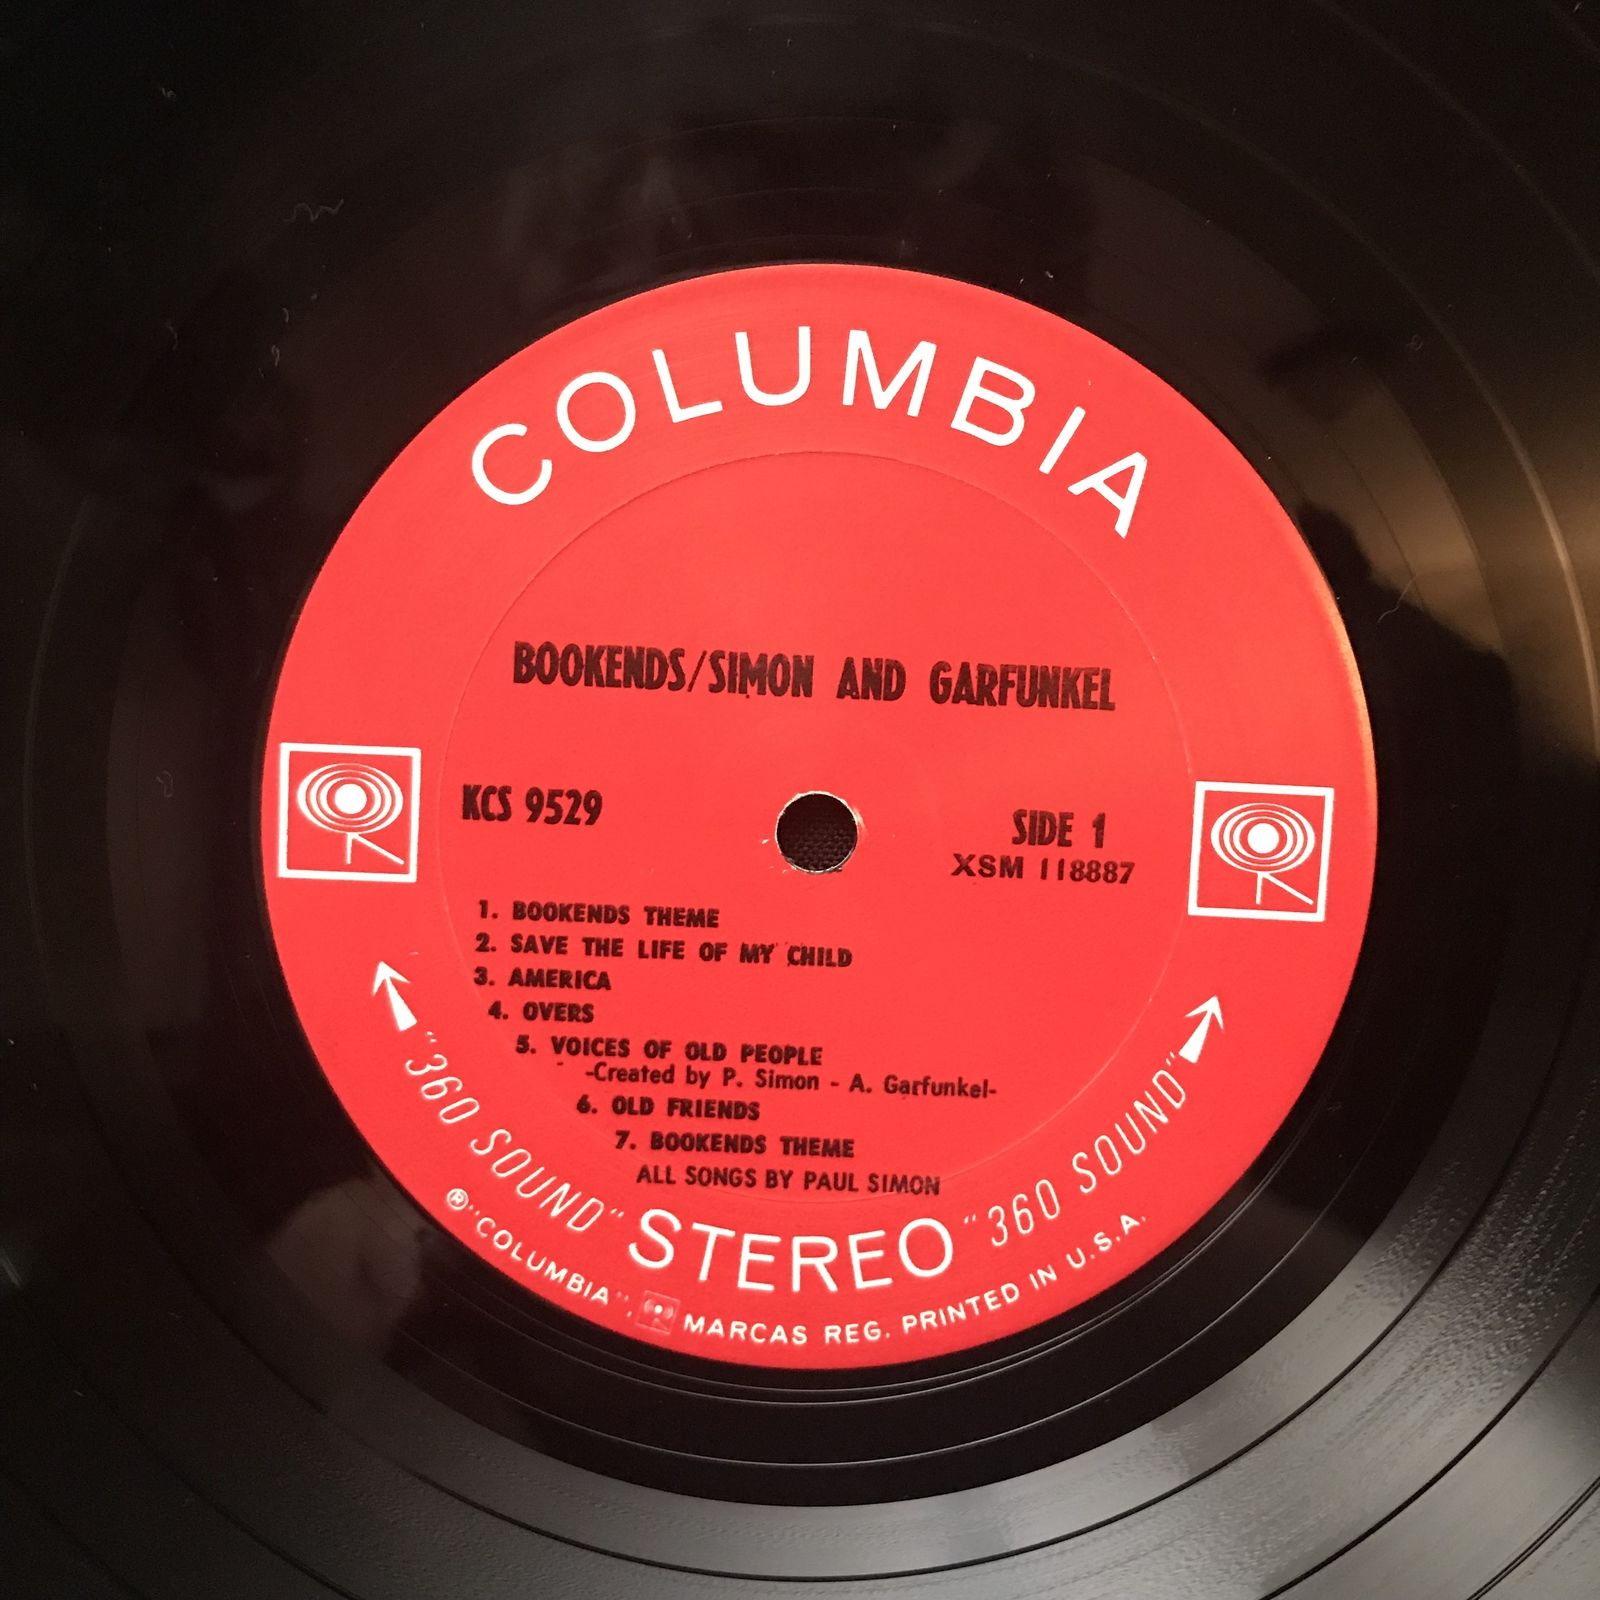 COLUMBIA
BOOKENDS/SIMON AND GARFUNKEL
KCS 9529
SIDE 1
XSM 118887
1. BOOKENDS THEME
2. SAVE THE LIFE OF MY CHILD
3. AMERICA
4. OVERS
5. VOICES OF OLD PEOPLE
-Created by P. Simon - A. Garfunkel-
6. OLD FRIENDS
7. BOOKENDS THEME
ALL SONGS BY PAUL SIMON
"360 SOUND" STEREO "360 SOUND"
® "COLUMBIA", MARCAS REG. PRINTED IN U.S.A.